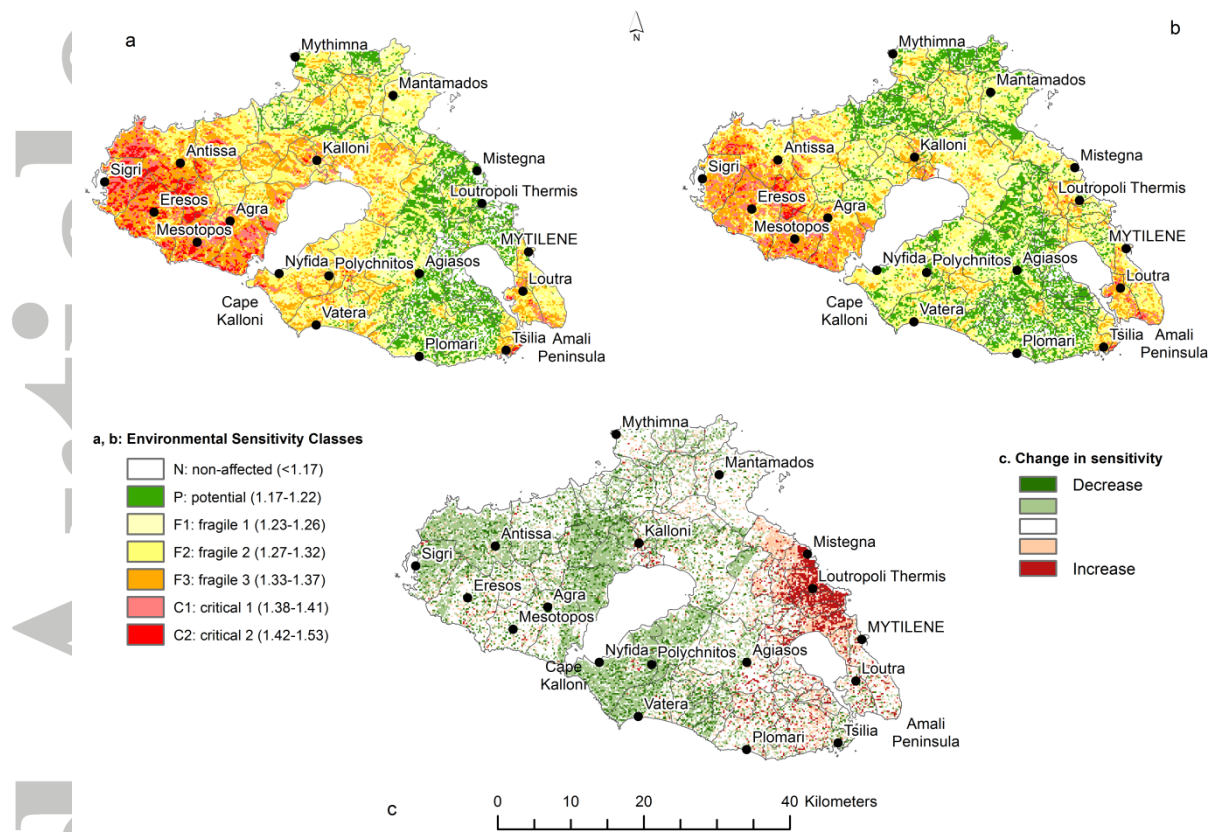 a
N
b
Mythimna
Mantamados
Antissa
Kalloni
Sigri
Mistegna
Loutropoli Thermis
Eresos
Agra
Mesotopos
MYTILENE
Nyfida
Polychnitos
Agiasos
Loutra
Cape
Kalloni
Vatera
Plomari
Tsilia
Amali
Peninsula
Mythimna
Mantamados
Antissa
Kalloni
Sigri
Mistegna
Loutropoli Thermis
Eresos
Agra
Mesotopos
MYTILENE
Nyfida
Polychnitos
Agiasos
Loutra
Cape
Kalloni
Vatera
Plomari
Tsilia
Amali
Peninsula
a, b: Environmental Sensitivity Classes
N: non-affected (<1.17)
P: potential (1.17-1.22)
F1: fragile 1 (1.23-1.26)
F2: fragile 2 (1.27-1.32)
F3: fragile 3 (1.33-1.37)
C1: critical 1 (1.38-1.41)
C2: critical 2 (1.42-1.53)
Mythimna
Mantamados
Antissa
Kalloni
Sigri
Mistegna
Loutropoli Thermis
Eresos
Agra
Mesotopos
MYTILENE
Nyfida
Polychnitos
Agiasos
Cape
Kalloni
Loutra
Vatera
Plomari
Tsilia
Amali
Peninsula
c. Change in sensitivity
Decrease
Increase
c
0 10 20 40 Kilometers